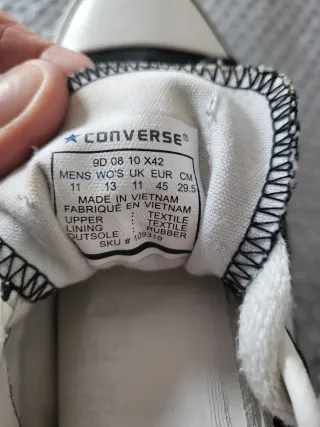 CONVERSE®
9D 08 10 X42
MENS WO'S UK EUR CM
11 13 11 45 29.5
MADE IN VIETNAM
FABRIQUÉ EN VIETNAM
UPPER : TEXTILE
LINING : TEXTILE
OUTSOLE : RUBBER
SKU # 109319